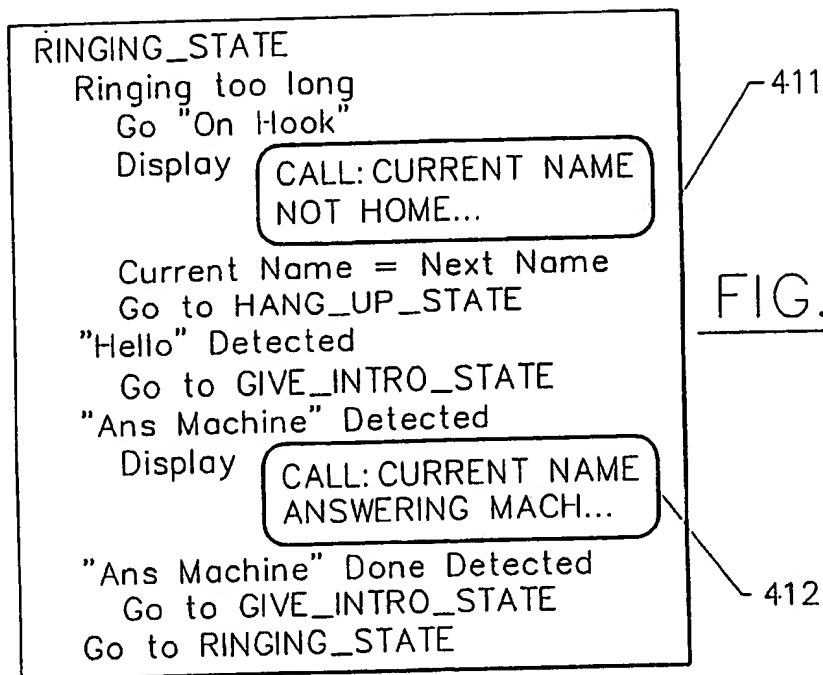 RINGING_STATE
Ringing too long
Go "On Hook"
Display
CALL: CURRENT NAME
NOT HOME...
Current Name = Next Name
Go to HANG_UP_STATE
"Hello" Detected
Go to GIVE_INTRO_STATE
"Ans Machine" Detected
Display
CALL: CURRENT NAME
ANSWERING MACH...
"Ans Machine" Done Detected
Go to GIVE_INTRO_STATE
Go to RINGING_STATE
411
FIG.
412